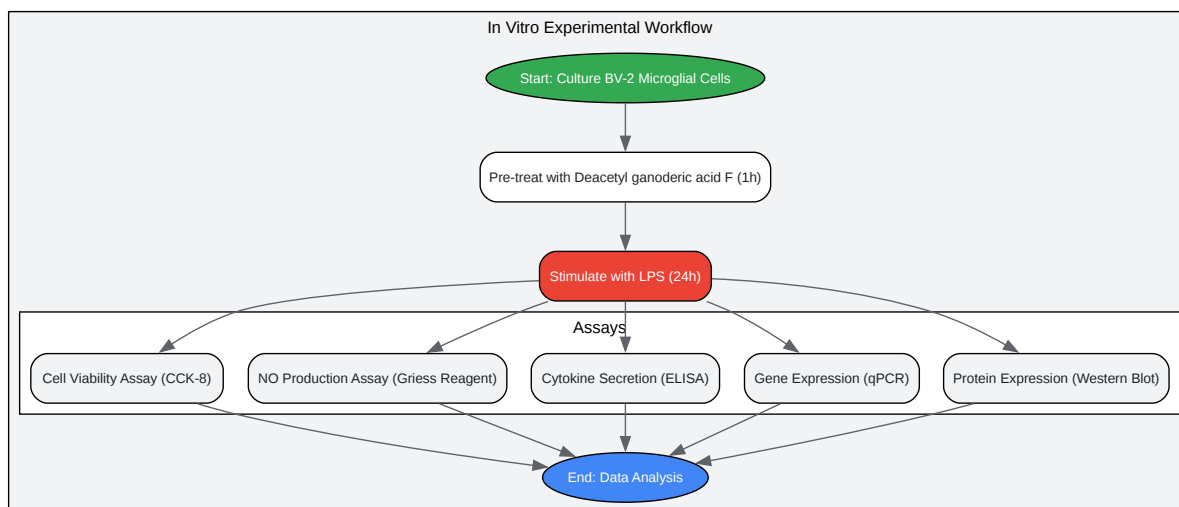 In Vitro Experimental Workflow
Start: Culture BV-2 Microglial Cells
Pre-treat with Deacetyl ganoderic acid F (1h)
Stimulate with LPS (24h)
Assays
Cell Viability Assay (CCK-8)
NO Production Assay (Griess Reagent)
Cytokine Secretion (ELISA)
Gene Expression (qPCR)
Protein Expression (Western Blot)
End: Data Analysis